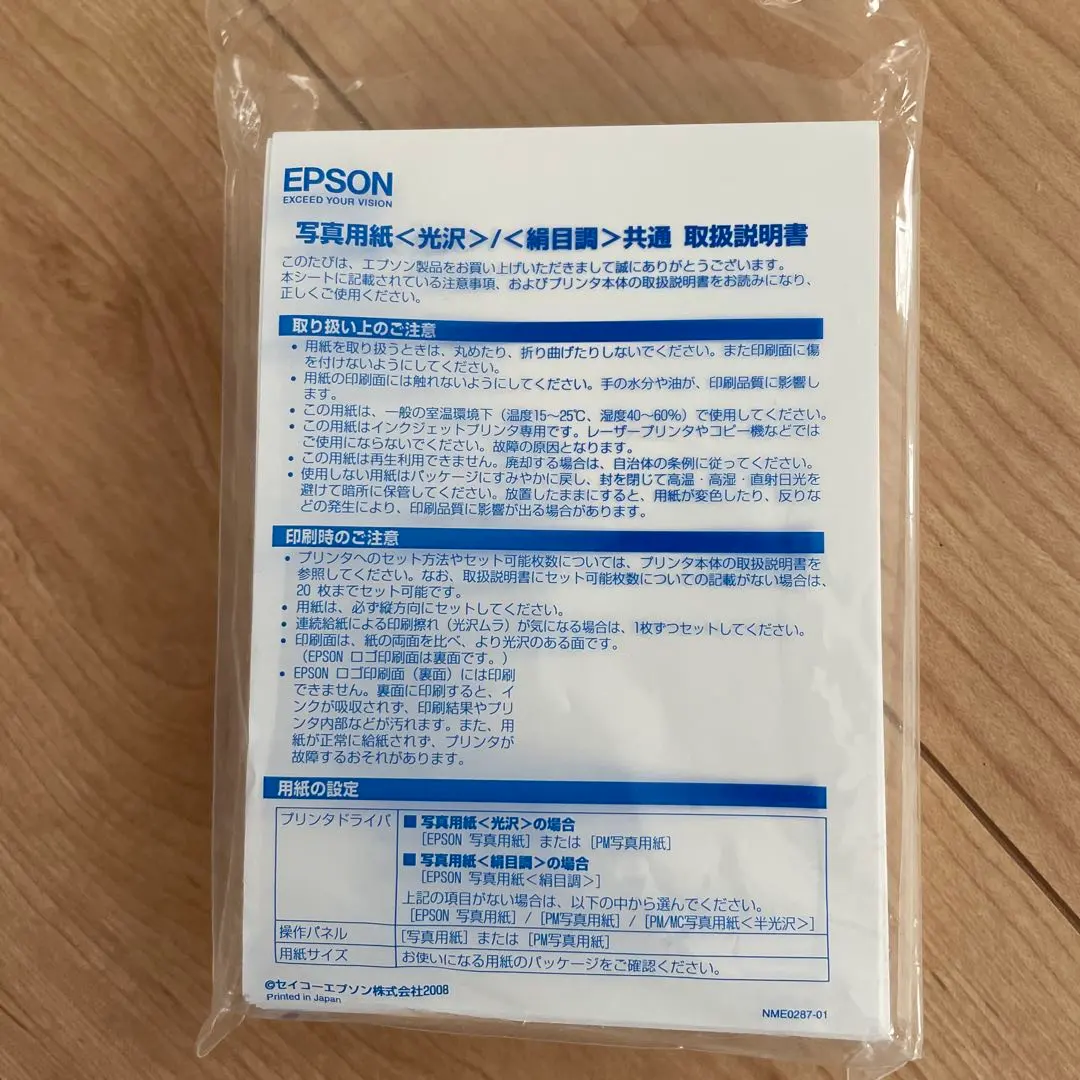 EPSON
EXCEED YOUR VISION
写真用紙＜光沢＞/＜絹目調＞共通 取扱説明書
このたびは、エプソン製品をお買い上げいただきまして誠にありがとうございます。
本シートに記載されている注意事項、およびプリンタ本体の取扱説明書をお読みになり、
正しくご使用ください。
取り扱い上のご注意
• 用紙を取り扱うときは、丸めたり、折り曲げたりしないでください。また印刷面に傷
を付けないようにしてください。
• 用紙の印刷面には触れないようにしてください。手の水分や油が、印刷品質に影響し
ます。
• この用紙は、一般の室温環境下（温度15～25℃、湿度40～60％）で使用してください。
• この用紙はインクジェットプリンタ専用です。レーザープリンタやコピー機などでは
ご使用にならないでください。故障の原因となります。
• この用紙は再生利用できません。廃却する場合は、自治体の条例に従ってください。
• 使用しない用紙はパッケージにすみやかに戻し、封を閉じて高温・高湿・直射日光を
避けて暗所に保管してください。放置したままにすると、用紙が変色したり、反りな
どの発生により、印刷品質に影響が出る場合があります。
印刷時のご注意
• プリンタへのセット方法やセット可能枚数については、プリンタ本体の取扱説明書を
参照してください。なお、取扱説明書にセット可能枚数についての記載がない場合は、
20 枚までセット可能です。
• 用紙は、必ず縦方向にセットしてください。
• 連続給紙による印刷擦れ（光沢ムラ）が気になる場合は、1枚ずつセットしてください。
• 印刷面は、紙の両面を比べ、より光沢のある面です。
（EPSON ロゴ印刷面は裏面です。）
• EPSON ロゴ印刷面（裏面）には印刷
できません。裏面に印刷すると、イ
ンクが吸収されず、印刷結果やプリ
ンタ内部などが汚れます。また、用
紙が正常に給紙されず、プリンタが
故障するおそれがあります。
用紙の設定
プリンタドライバ
■ 写真用紙＜光沢＞の場合
［EPSON 写真用紙］または［PM写真用紙］
■ 写真用紙＜絹目調＞の場合
［EPSON 写真用紙＜絹目調＞］
上記の項目がない場合は、以下の中から選んでください。
［EPSON 写真用紙］/［PM写真用紙］/［PM/MC写真用紙＜半光沢＞］
操作パネル
［写真用紙］または［PM写真用紙］
用紙サイズ
お使いになる用紙のパッケージをご確認ください。
©セイコーエプソン株式会社2008
Printed in Japan
NME0287-01